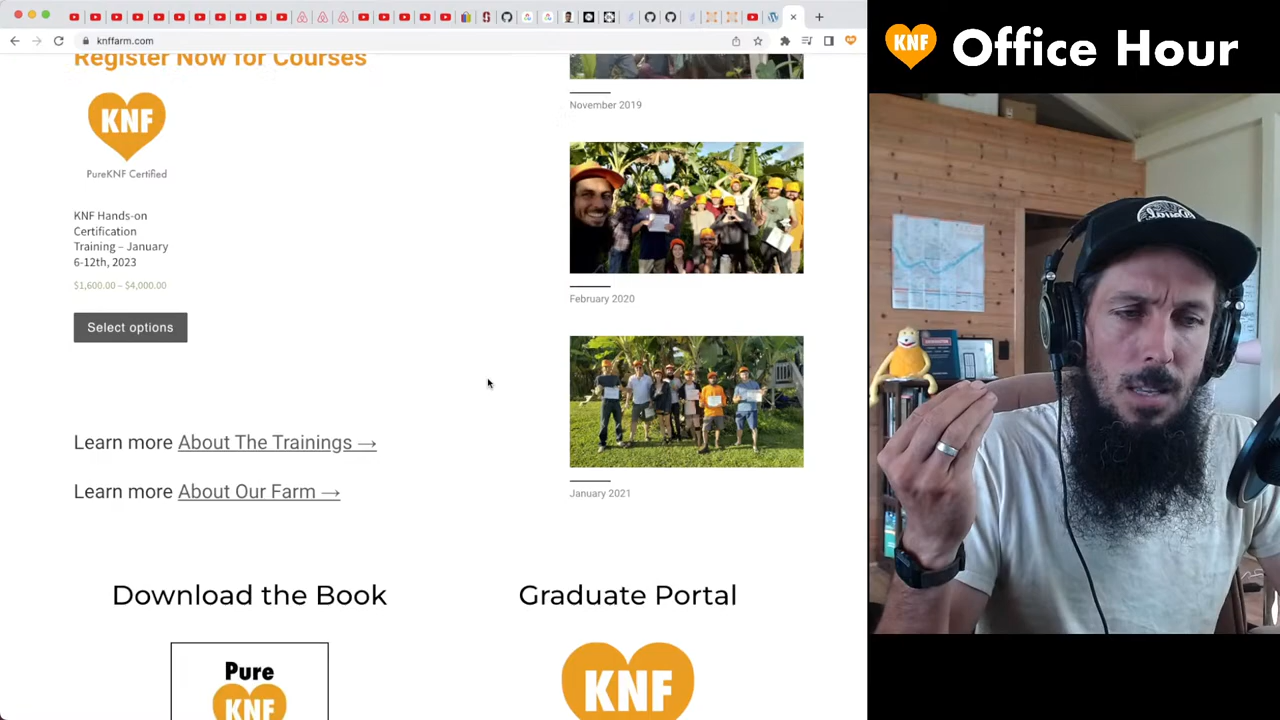 knffarm.com
Register Now for Courses
KNF
PureKNF Certified
KNF Hands-on
Certification
Training – January
6-12th, 2023
$1,600.00 – $4,000.00
Select options
Learn more About The Trainings →
Learn more About Our Farm →
Download the Book
Pure
KNF
November 2019
February 2020
January 2021
Graduate Portal
KNF
KNF Office Hour